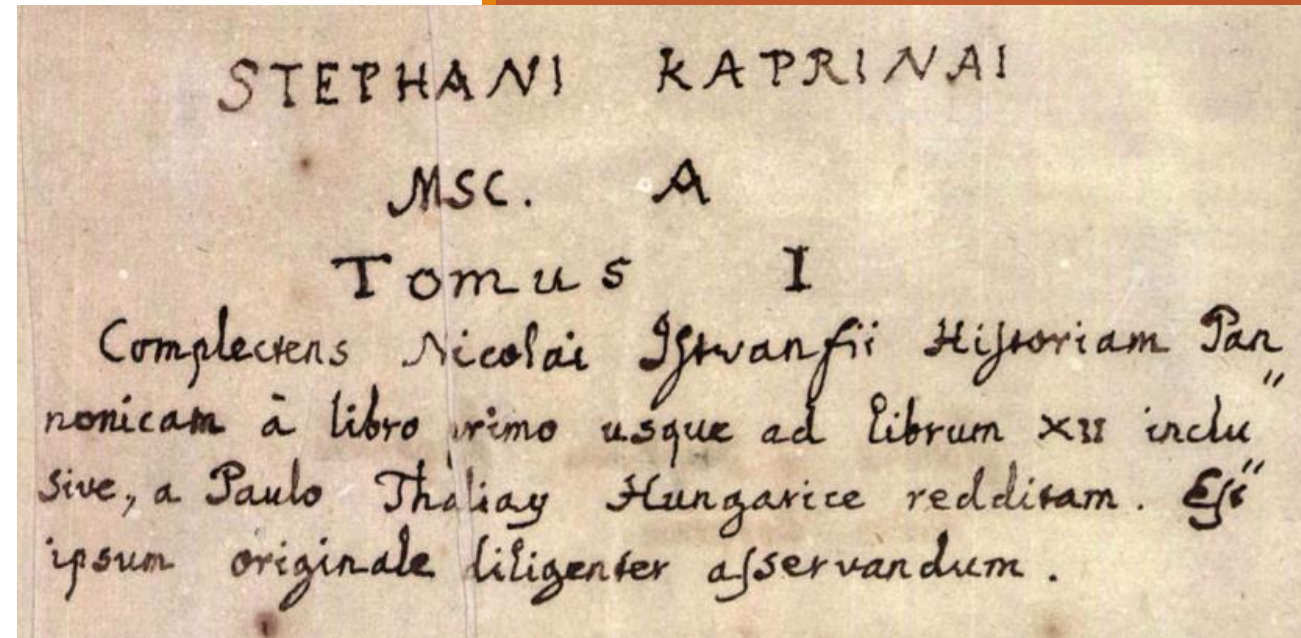 STEPHANI KAPRINAI
MSC. A
Tomus I
Complectens Nicolai Istvanfii Historiam Pan„
nonicam à libro primo usque ad librum XII inclu„
sive, a Paulo Thaliay Hungarice redditam. Est
ipsum originale diligenter asservandum.